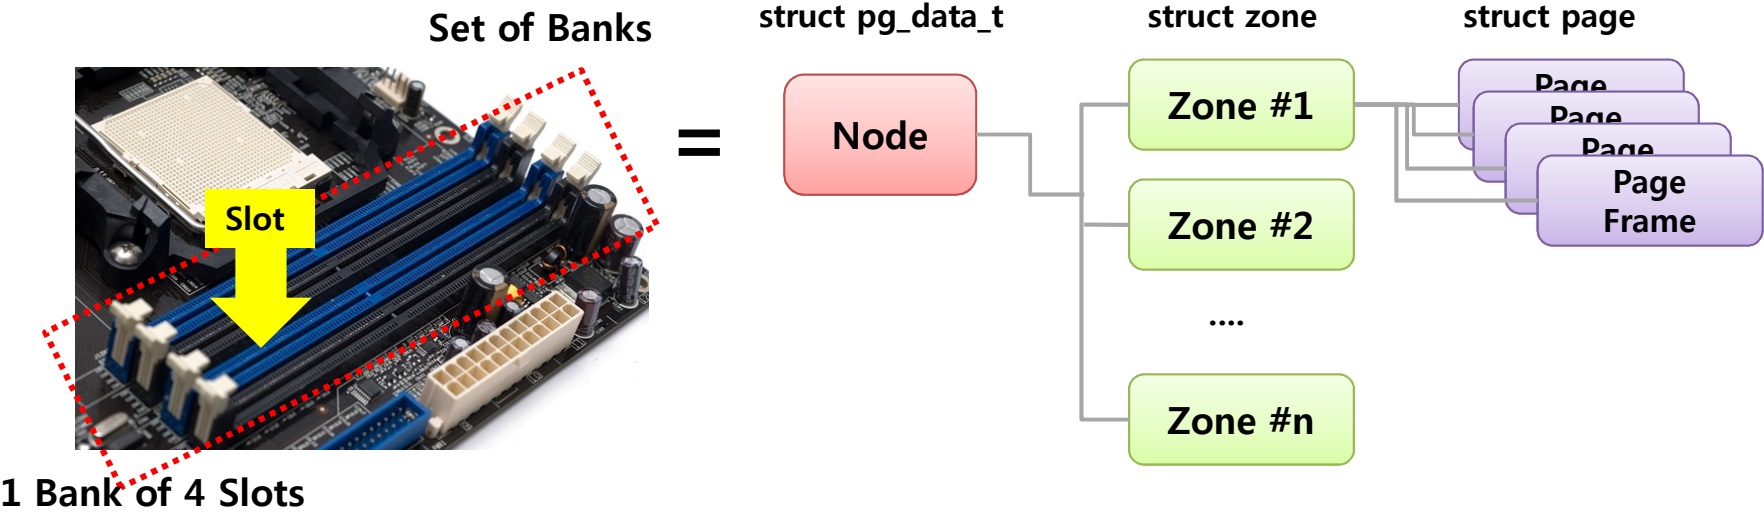 Set of Banks
struct pg_data_t
struct zone
struct page
Slot
1 Bank of 4 Slots
=
Node
Zone #1
Zone #2
....
Zone #n
Page
Page
Page
Page
Frame